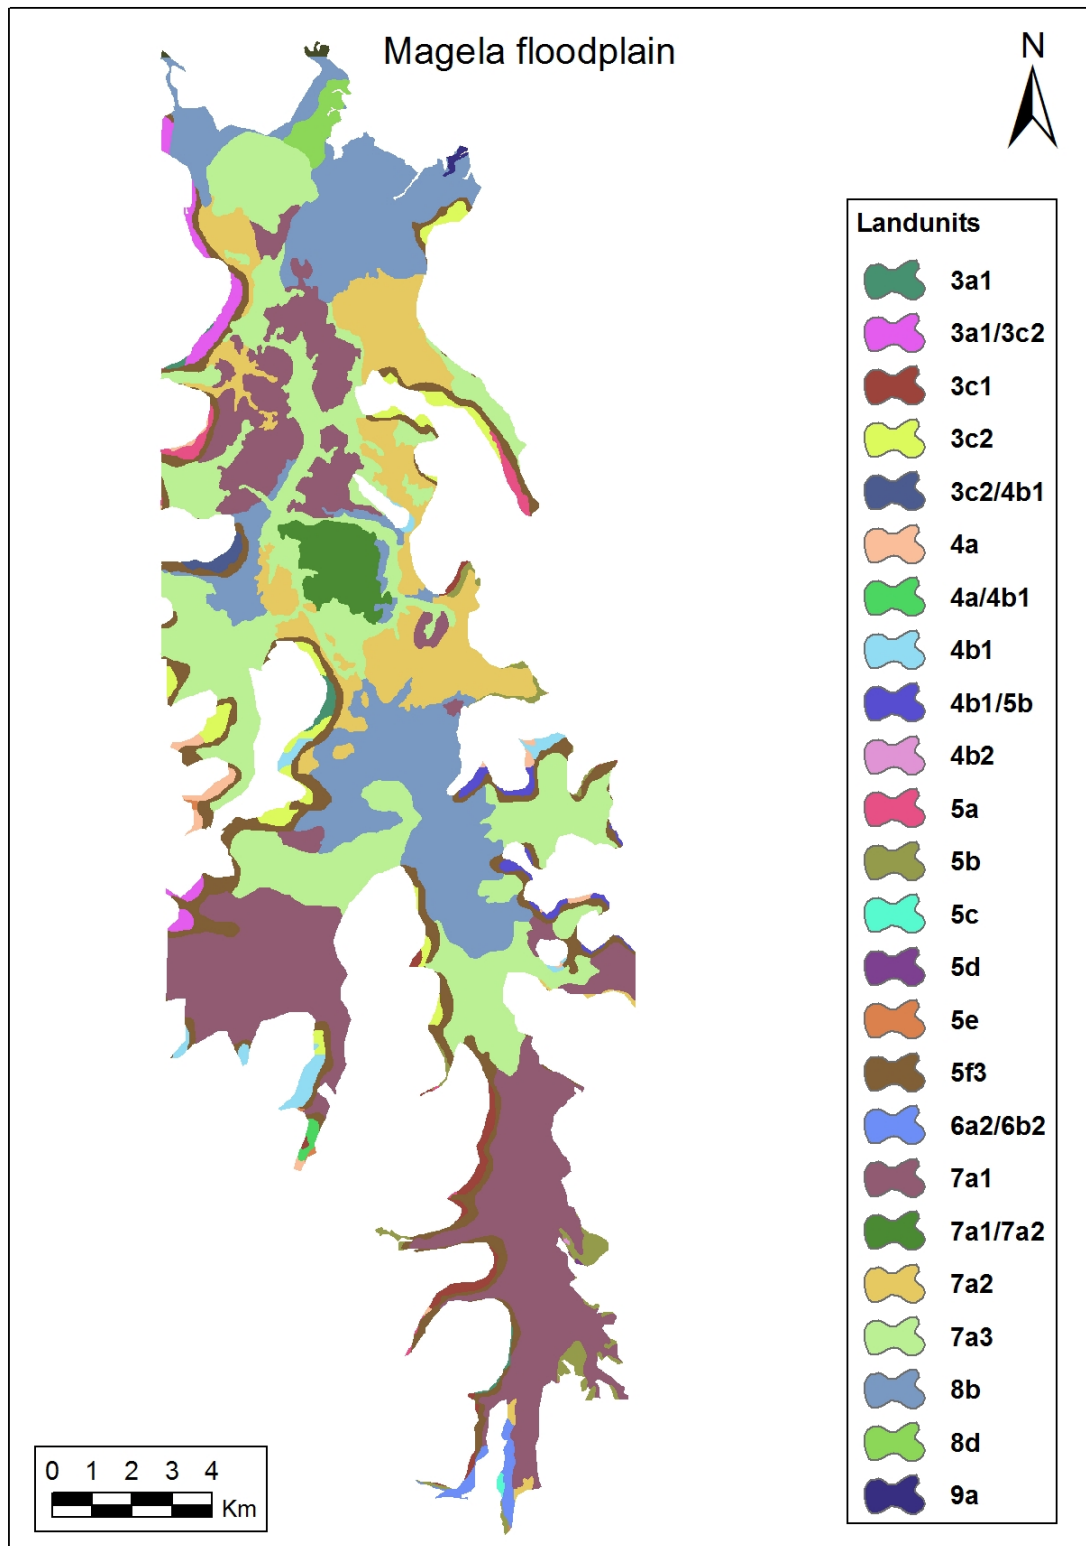 Magela floodplain
N
Landunits
3a1
3a1/3c2
3c1
3c2
3c2/4b1
4a
4a/4b1
4b1
4b1/5b
4b2
5a
5b
5c
5d
5e
5f3
6a2/6b2
7a1
7a1/7a2
7a2
7a3
8b
8d
9a
0 1 2 3 4
Km